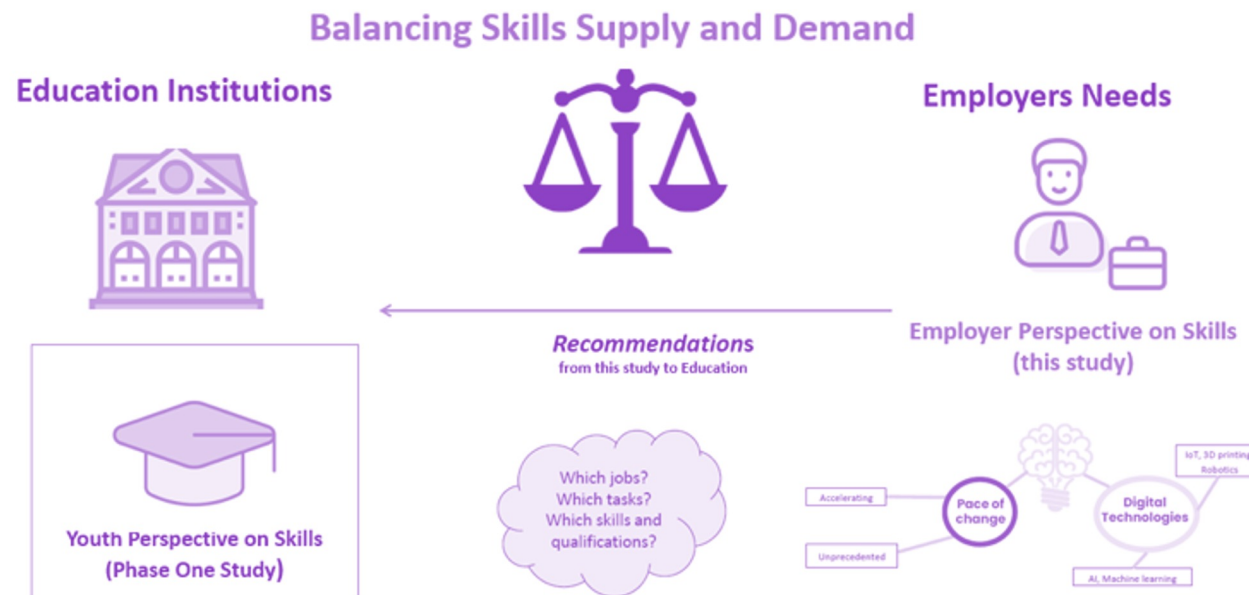 Balancing Skills Supply and Demand
Education Institutions
Employers Needs
Recommendations
from this study to Education
Employer Perspective on Skills
(this study)
Youth Perspective on Skills
(Phase One Study)
Which jobs?
Which tasks?
Which skills and
qualifications?
Accelerating
Unprecedented
Pace of
change
Digital
Technologies
IoT, 3D printing
Robotics
AI, Machine learning